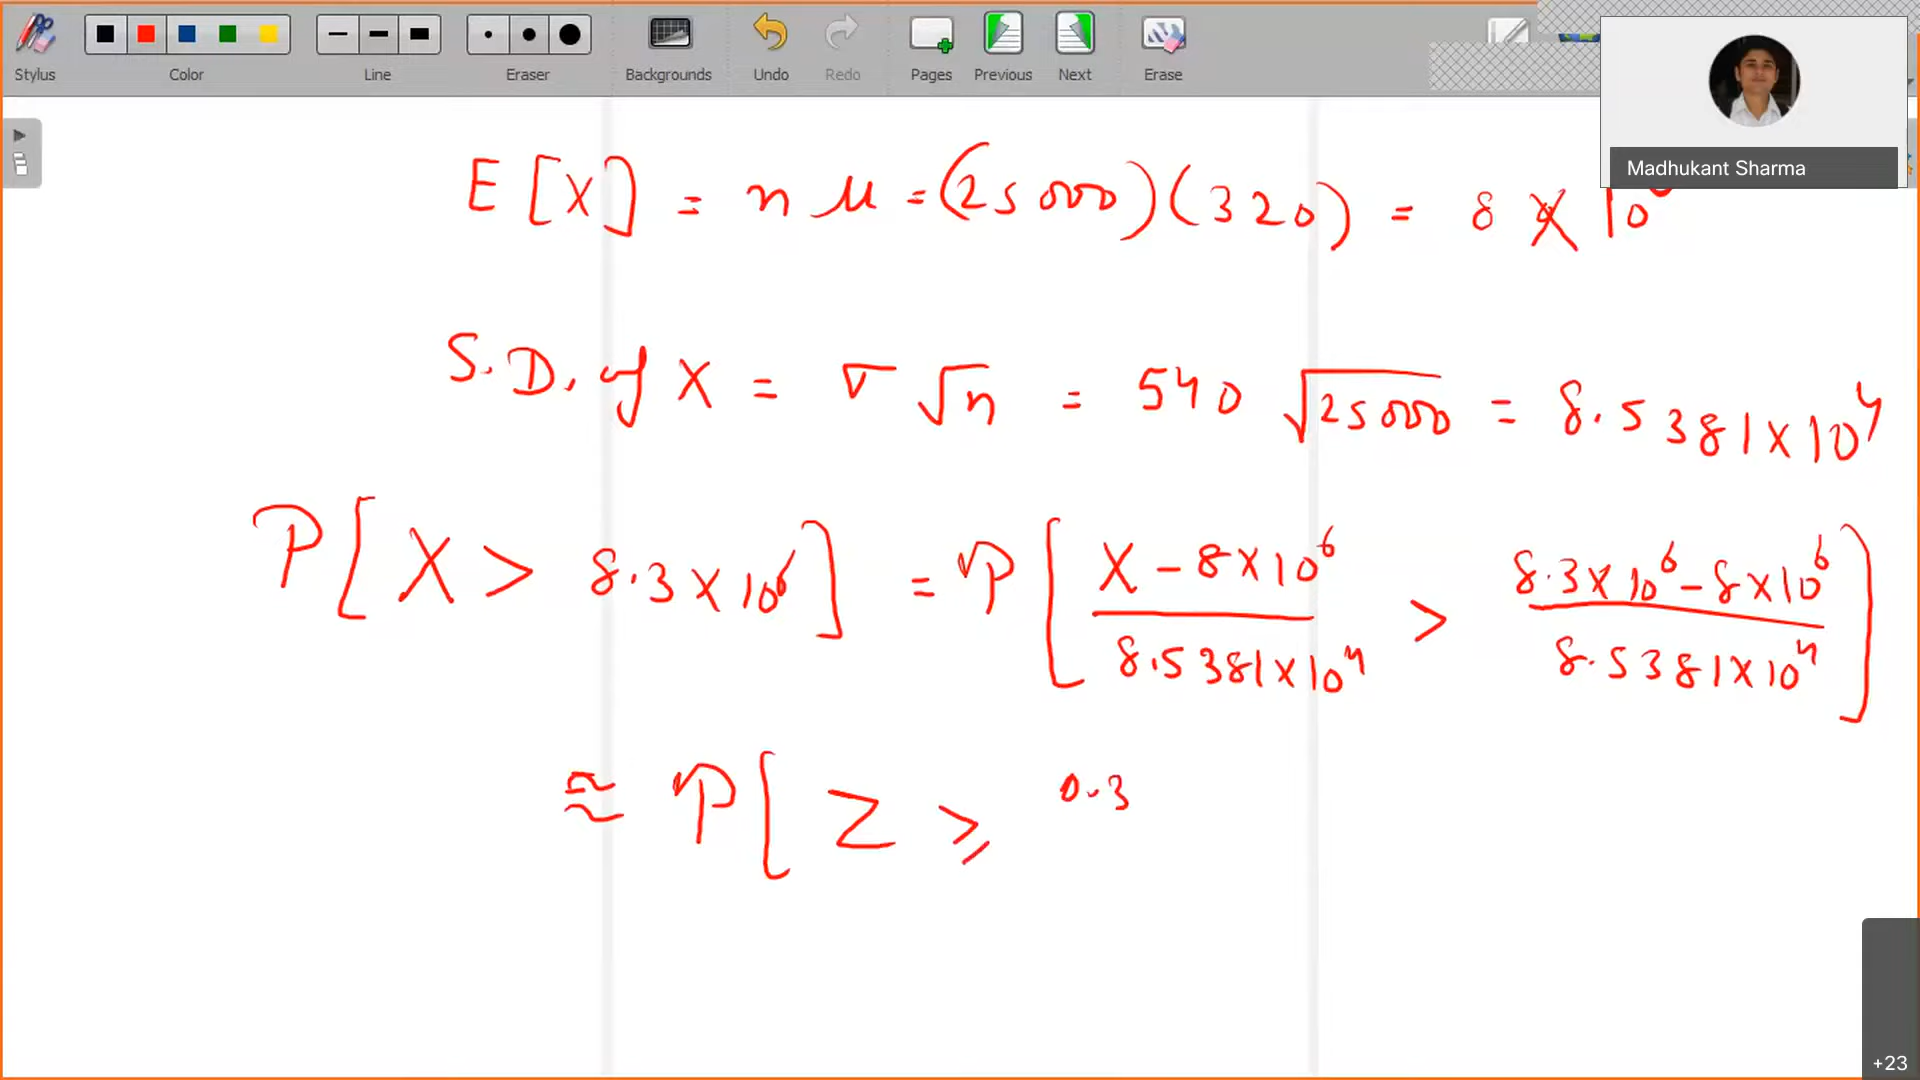 Stylus Color Line Eraser Backgrounds Undo Redo Pages Previous Next Erase
Madhukant Sharma
E[X] = nμ = (25000)(320) = 8 × 10
S.D. of X = σ√n = 540 √25000 = 8.5381×10⁴
P[X > 8.3×10⁶] = P[(X − 8×10⁶)/(8.5381×10⁴) > (8.3×10⁶ − 8×10⁶)/(8.5381×10⁴)]
≈ P[Z ≥ 0.3
+23